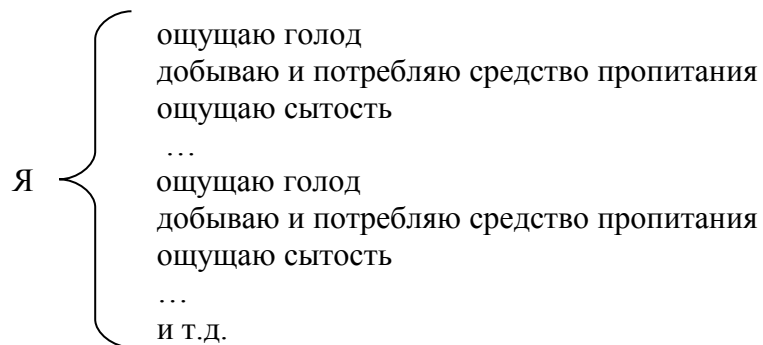 ощущаю голод
добываю и потребляю средство пропитания
ощущаю сытость
…
Я
ощущаю голод
добываю и потребляю средство пропитания
ощущаю сытость
…
и т.д.